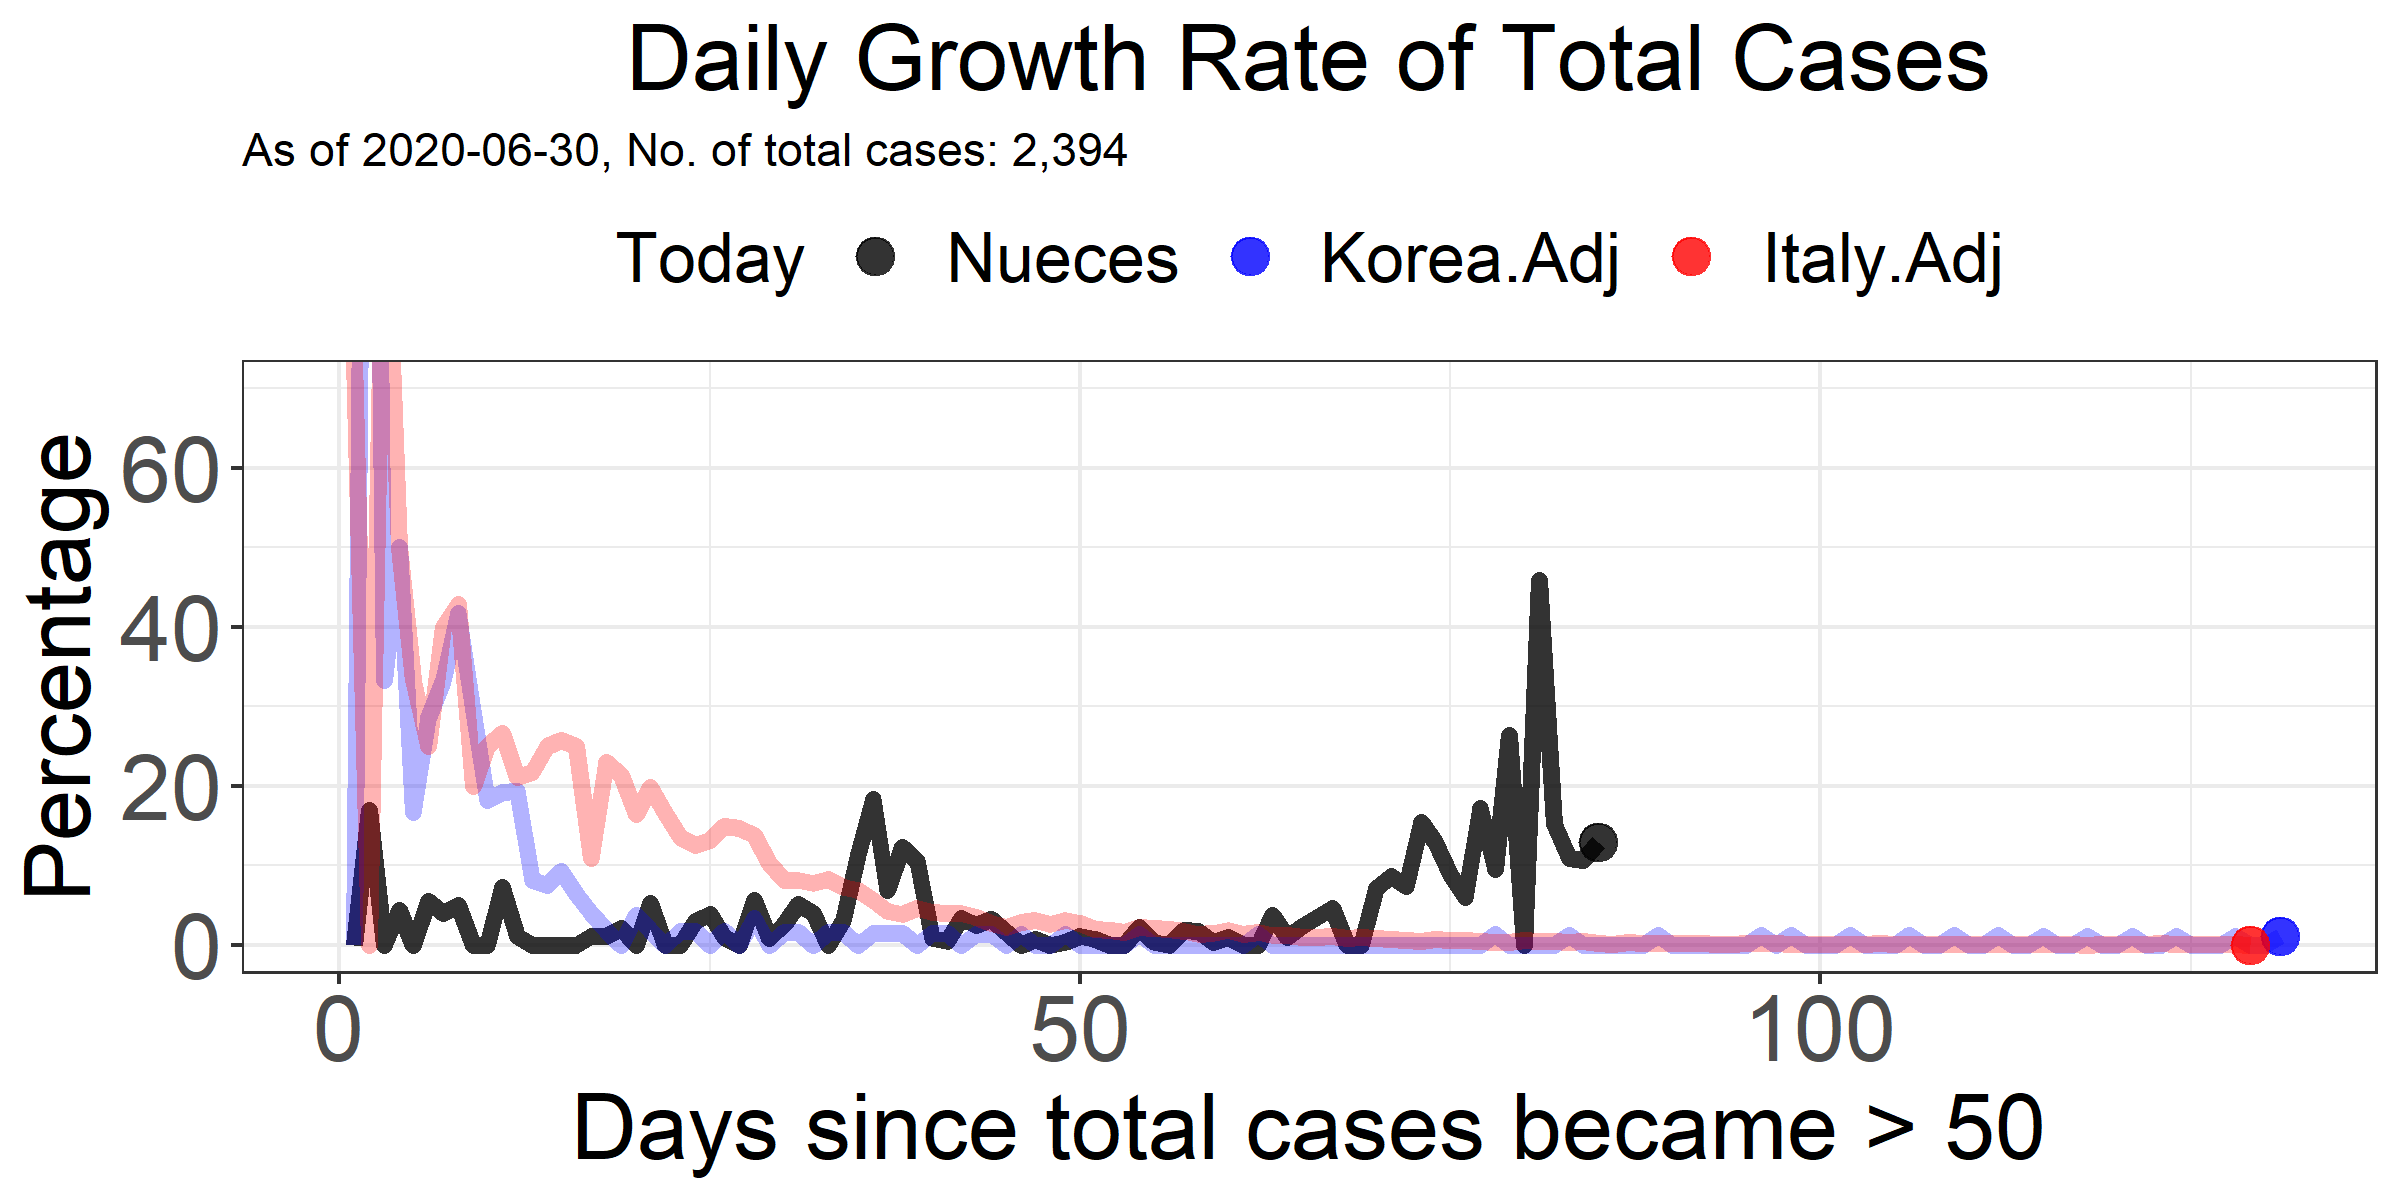 Daily Growth Rate of Total Cases
As of 2020-06-30, No. of total cases: 2,394
Today Nueces Korea.Adj Italy.Adj
Percentage
60
40
20
0
0 50 100
Days since total cases became > 50